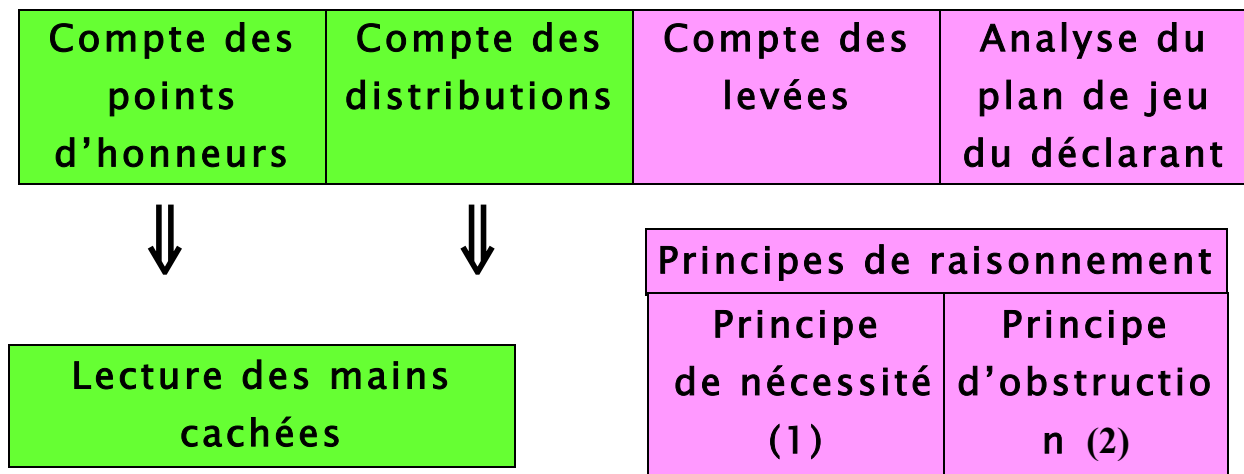 Compte des
points
d’honneurs
Compte des
distributions
Compte des
levées
Analyse du
plan de jeu
du déclarant
⇓
⇓
Principes de raisonnement
Principe
de nécessité
(1)
Principe
d’obstructio
n (2)
Lecture des mains
cachées